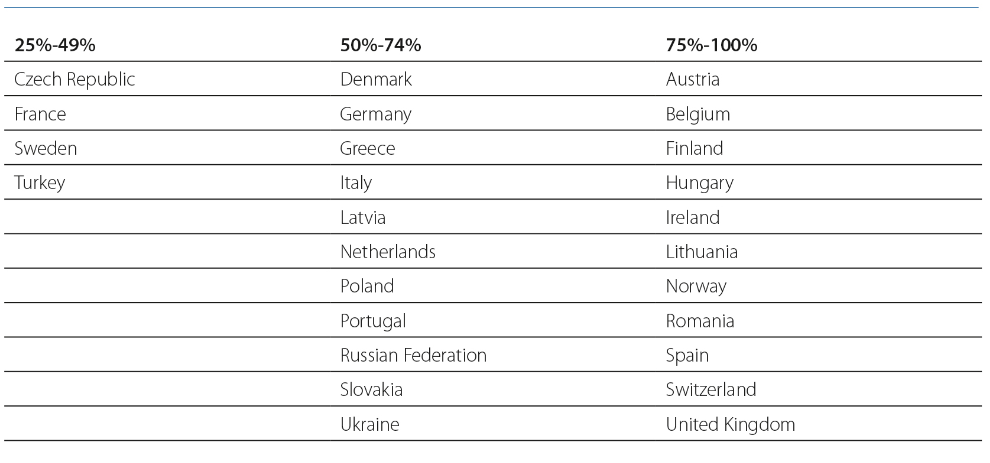 25%-49% 50%-74% 75%-100%
Czech Republic Denmark Austria
France Germany Belgium
Sweden Greece Finland
Turkey Italy Hungary
Latvia Ireland
Netherlands Lithuania
Poland Norway
Portugal Romania
Russian Federation Spain
Slovakia Switzerland
Ukraine United Kingdom